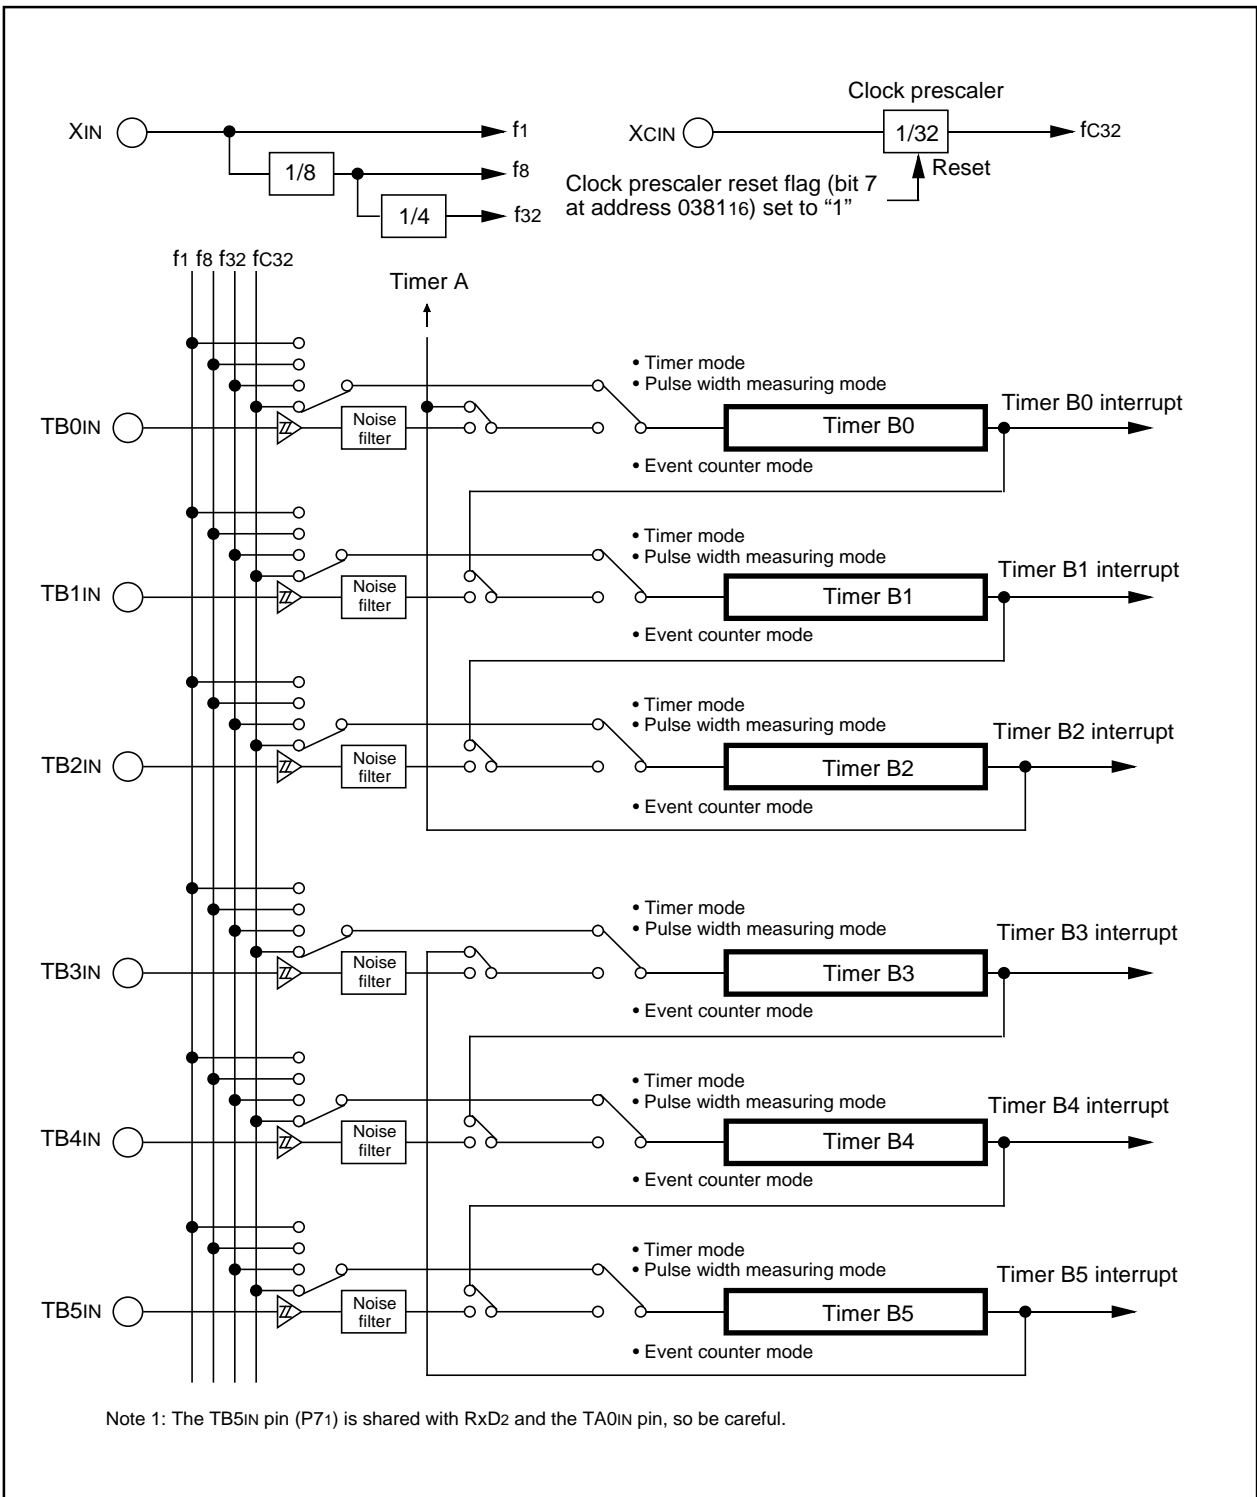 Clock prescaler
XIN
f1
XCIN
1/32
fC32
1/8
f8
Reset
Clock prescaler reset flag (bit 7
at address 038116) set to “1”
1/4
f32
f1 f8 f32 fC32
Timer A
• Timer mode
• Pulse width measuring mode
Timer B0 interrupt
TB0IN
Noise
filter
Timer B0
• Event counter mode
• Timer mode
• Pulse width measuring mode
Timer B1 interrupt
TB1IN
Noise
filter
Timer B1
• Event counter mode
• Timer mode
• Pulse width measuring mode
Timer B2 interrupt
TB2IN
Noise
filter
Timer B2
• Event counter mode
• Timer mode
• Pulse width measuring mode
Timer B3 interrupt
TB3IN
Noise
filter
Timer B3
• Event counter mode
• Timer mode
• Pulse width measuring mode
Timer B4 interrupt
TB4IN
Noise
filter
Timer B4
• Event counter mode
• Timer mode
• Pulse width measuring mode
Timer B5 interrupt
TB5IN
Noise
filter
Timer B5
• Event counter mode
Note 1: The TB5IN pin (P71) is shared with RxD2 and the TA0IN pin, so be careful.